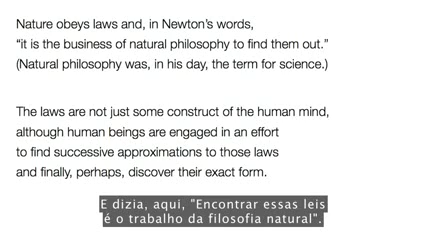 Nature obeys laws and, in Newton's words,
"it is the business of natural philosophy to find them out."
(Natural philosophy was, in his day, the term for science.)
The laws are not just some construct of the human mind,
although human beings are engaged in an effort
to find successive approximations to those laws
and finally, perhaps, discover their exact form.
E dizia, aqui, "Encontrar essas leis
é o trabalho da filosofia natural".